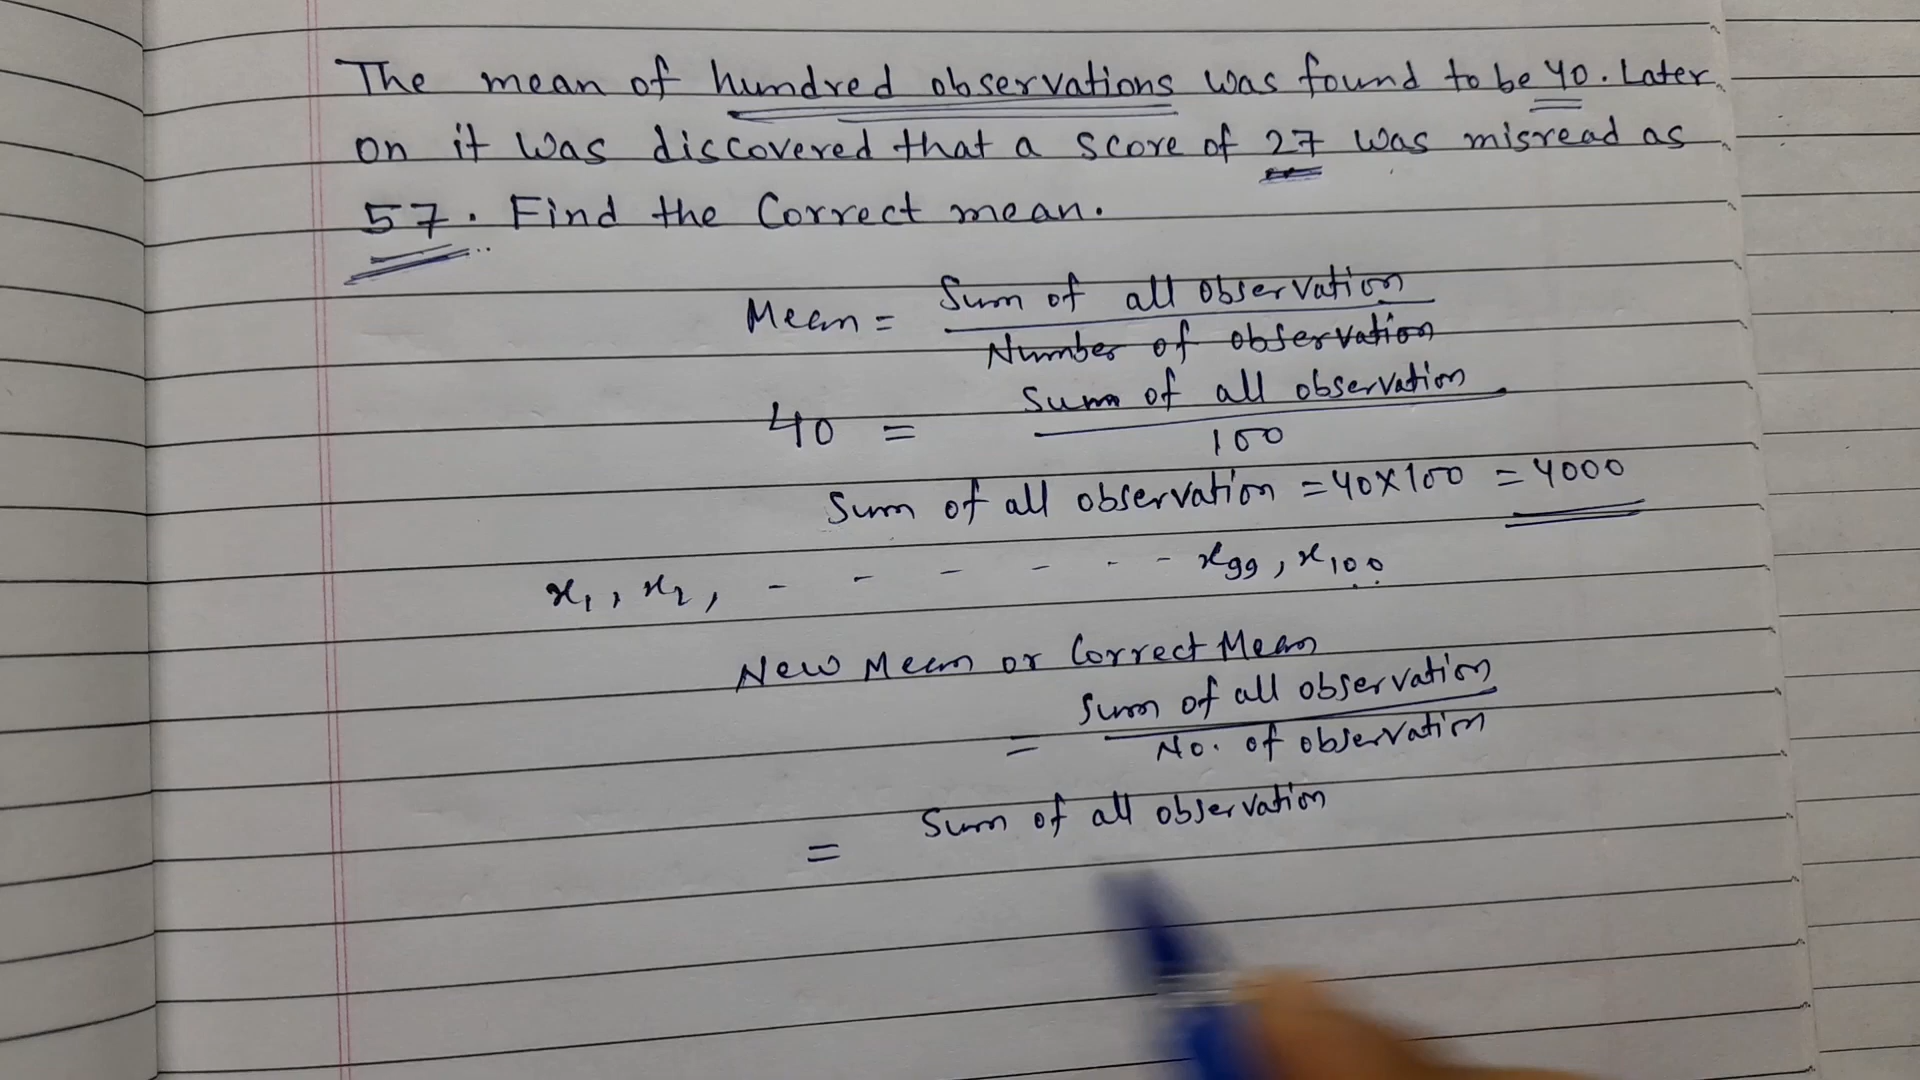 The mean of hundred observations was found to be 40. Later
on it was discovered that a score of 27 was misread as
57. Find the Correct mean.
Mean = Sum of all observation
Number of observation
40 = Sum of all observation
100
Sum of all observation = 40 × 100 = 4000
x1, x2, - - - - - - x99, x100
New Mean or Correct Mean
= Sum of all observation
No. of observation
= Sum of all observation